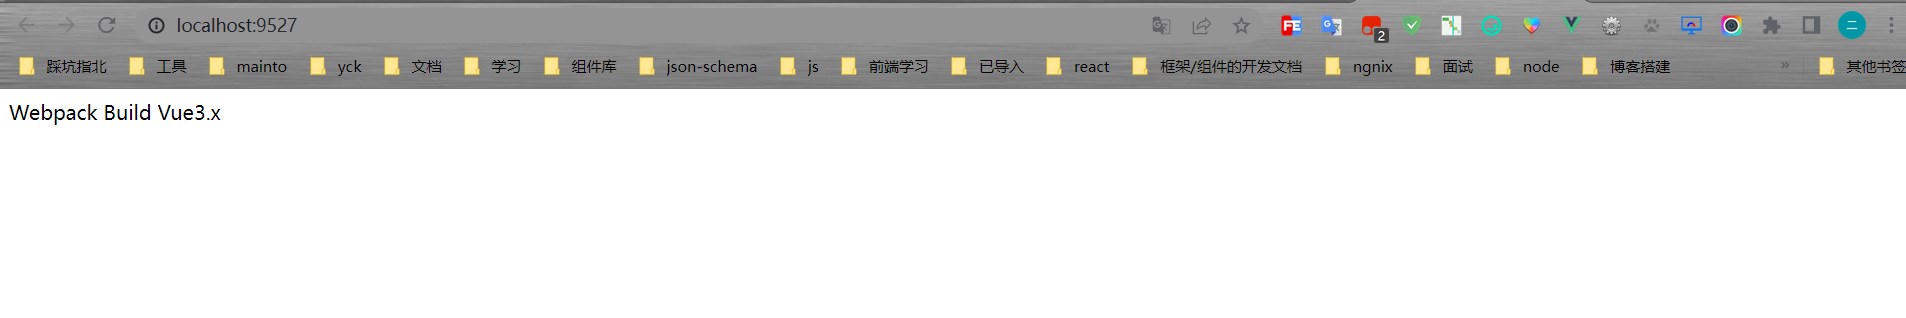 localhost:9527
2
二
踩坑指北 工具 mainto yck 文档 学习 组件库 json-schema js 前端学习 已导入 react 框架/组件的开发文档 ngnix 面试 node 博客搭建 » 其他书签
Webpack Build Vue3.x